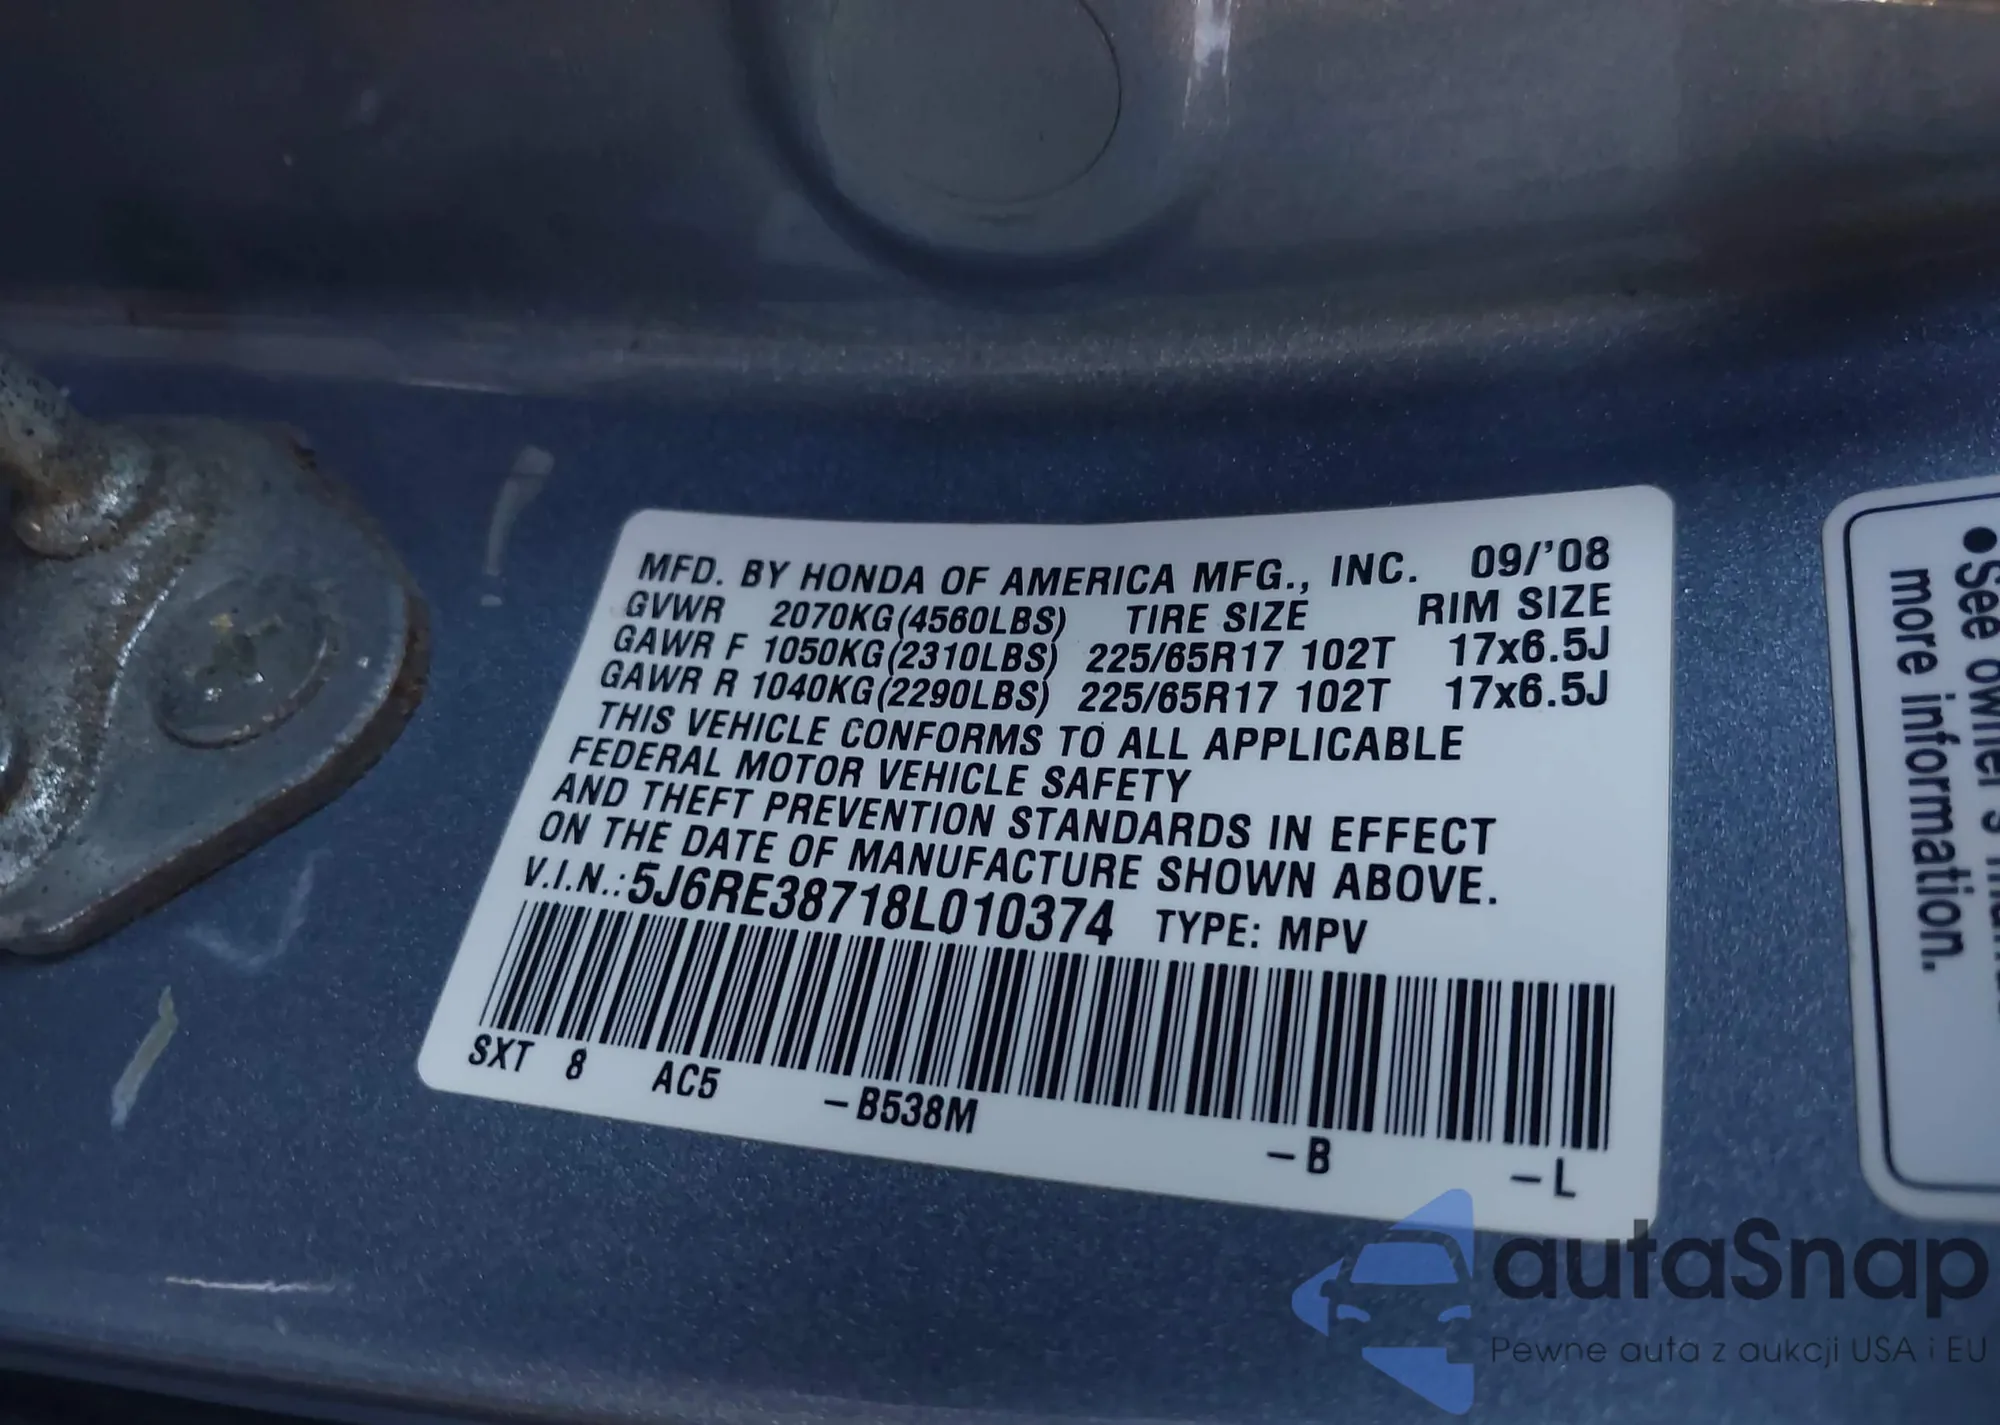 MFD. BY HONDA OF AMERICA MFG., INC. 09/'08
GVWR 2070KG(4560LBS) TIRE SIZE RIM SIZE
GAWR F 1050KG(2310LBS) 225/65R17 102T 17x6.5J
GAWR R 1040KG(2290LBS) 225/65R17 102T 17x6.5J
THIS VEHICLE CONFORMS TO ALL APPLICABLE
FEDERAL MOTOR VEHICLE SAFETY
AND THEFT PREVENTION STANDARDS IN EFFECT
ON THE DATE OF MANUFACTURE SHOWN ABOVE.
V.I.N.:5J6RE38718L010374 TYPE: MPV
SXT 8 AC5 -B538M -B -L
●See owner's
more information.
autaSnap
Pewne auta z aukcji USA i EU